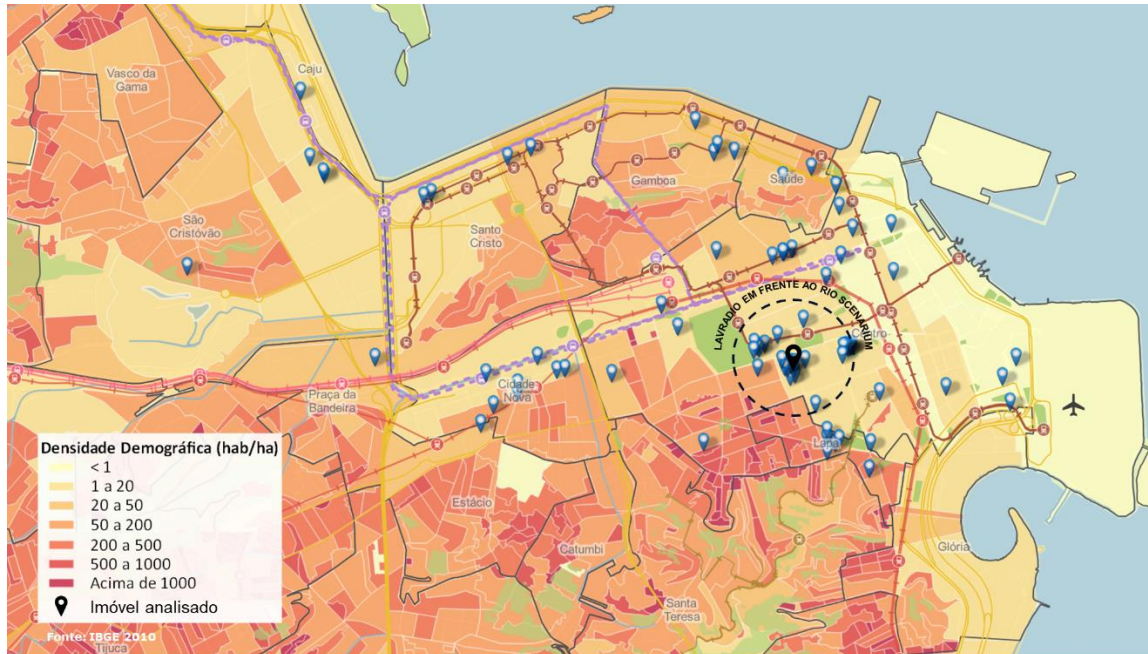 Caju
Vasco da
Gama
São
Cristóvão
Santo
Cristo
Gamboa
Saúde
LAVRADIO EM FRENTE AO RIO SCENARIUM
Centro
Praça da
Bandeira
Cidade
Nova
Lapa
Estácio
Catumbi
Glória
Santa
Teresa
Tijuca
Densidade Demográfica (hab/ha)
< 1
1 a 20
20 a 50
50 a 200
200 a 500
500 a 1000
Acima de 1000
Imóvel analisado
Fonte: IBGE 2010